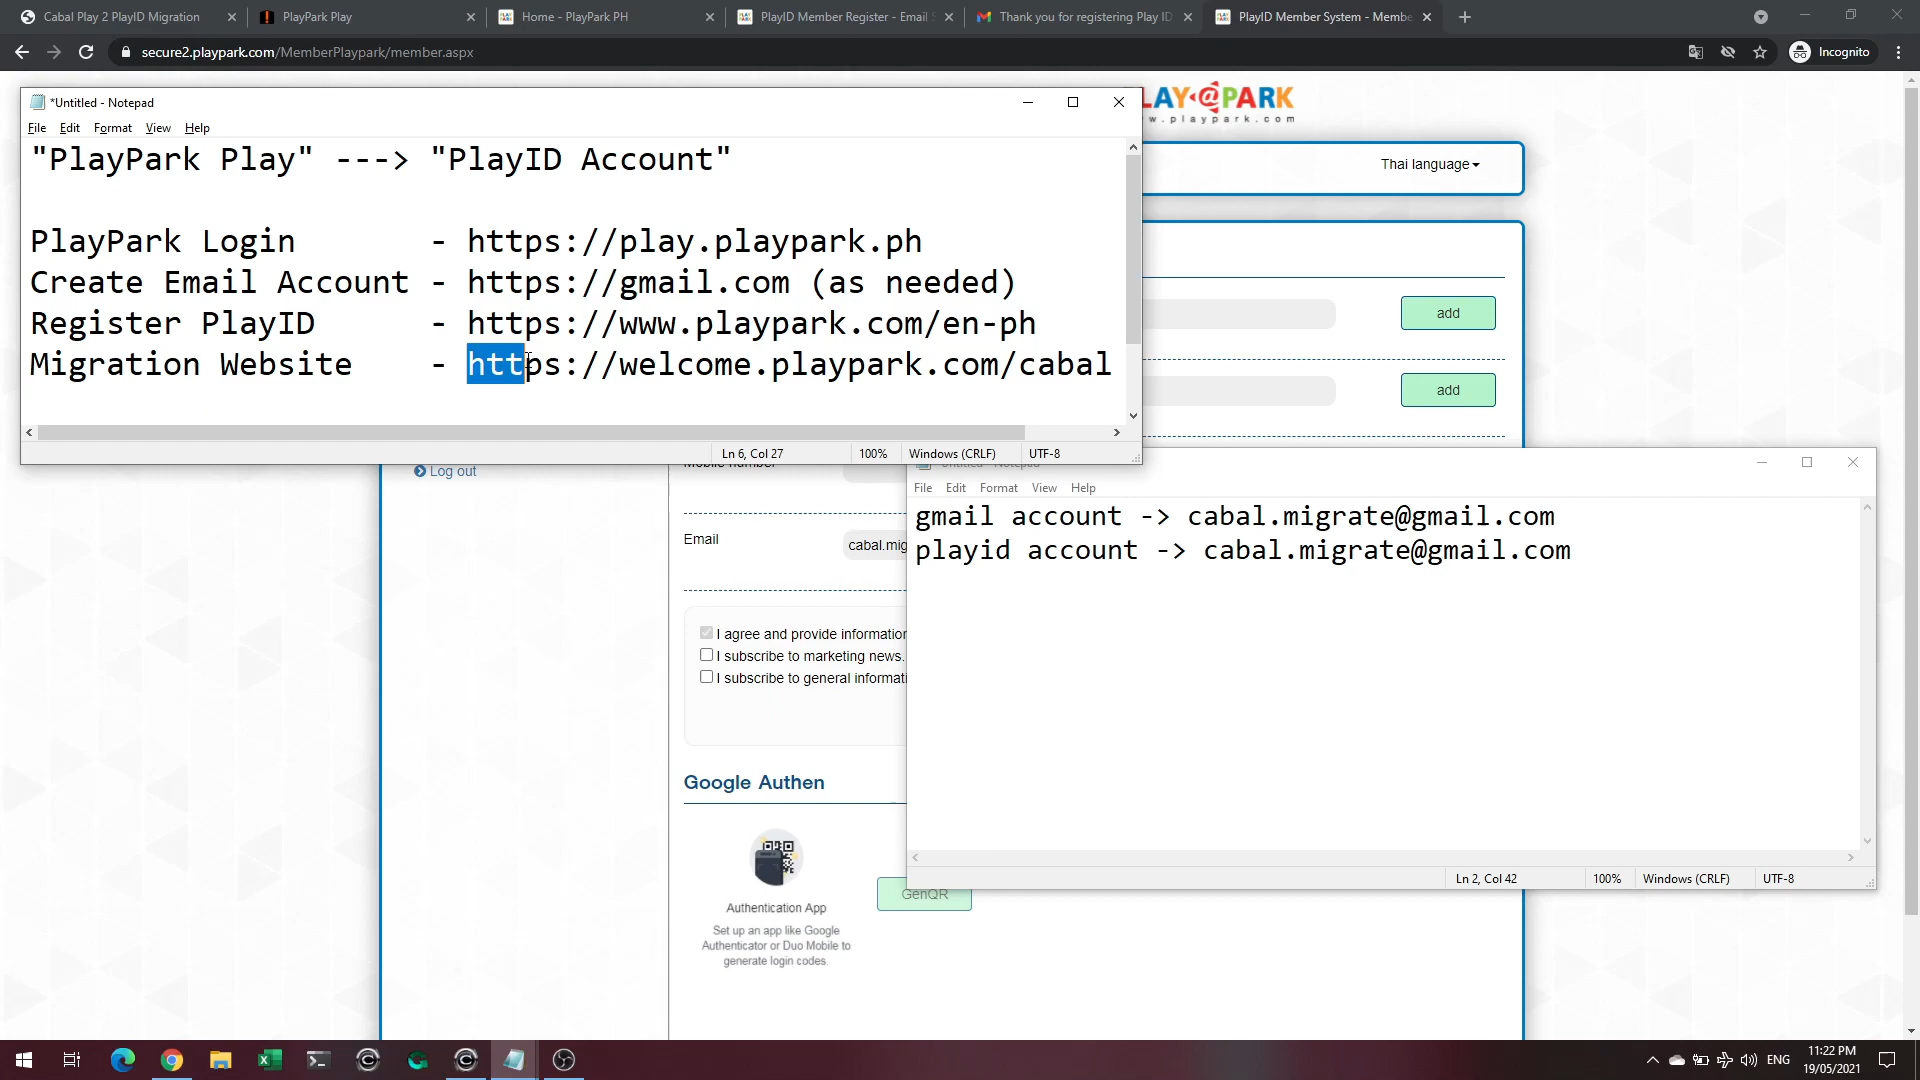 Cabal Play 2 PlayID Migration
PlayPark Play
Home - PlayPark PH
PlayID Member Register - Email S
Thank you for registering Play ID
PlayID Member System - Membe
secure2.playpark.com/MemberPlaypark/member.aspx
Incognito
*Untitled - Notepad
File Edit Format View Help
"PlayPark Play" ---> "PlayID Account"
PlayPark Login - https://play.playpark.ph
Create Email Account - https://gmail.com (as needed)
Register PlayID - https://www.playpark.com/en-ph
Migration Website - https://welcome.playpark.com/cabal
Ln 6, Col 27 100% Windows (CRLF) UTF-8
LAY PARK
w.playpark.com
Thai language
add
add
Log out
Mobile number
Email
cabal.mig
I agree and provide information
I subscribe to marketing news.
I subscribe to general informati
Google Authen
Authentication App
Set up an app like Google
Authenticator or Duo Mobile to
generate login codes.
GenQR
Untitled - Notepad
File Edit Format View Help
gmail account -> cabal.migrate@gmail.com
playid account -> cabal.migrate@gmail.com
Ln 2, Col 42 100% Windows (CRLF) UTF-8
ENG
11:22 PM
19/05/2021